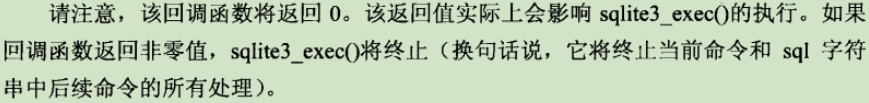 请注意，该回调函数将返回 0。该返回值实际上会影响 sqlite3_exec()的执行。如果
回调函数返回非零值，sqlite3_exec()将终止（换句话说，它将终止当前命令和 sql 字符
串中后续命令的所有处理）。